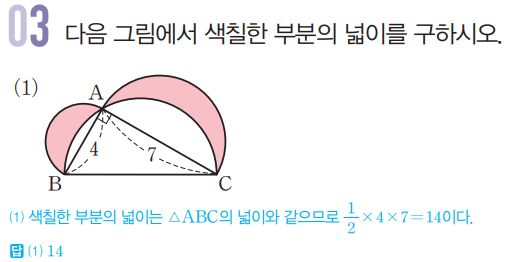 03 다음 그림에서 색칠한 부분의 넓이를 구하시오.
(1)
A
4
7
B
C
(1) 색칠한 부분의 넓이는 △ABC의 넓이와 같으므로 1/2×4×7=14이다.
답 (1) 14